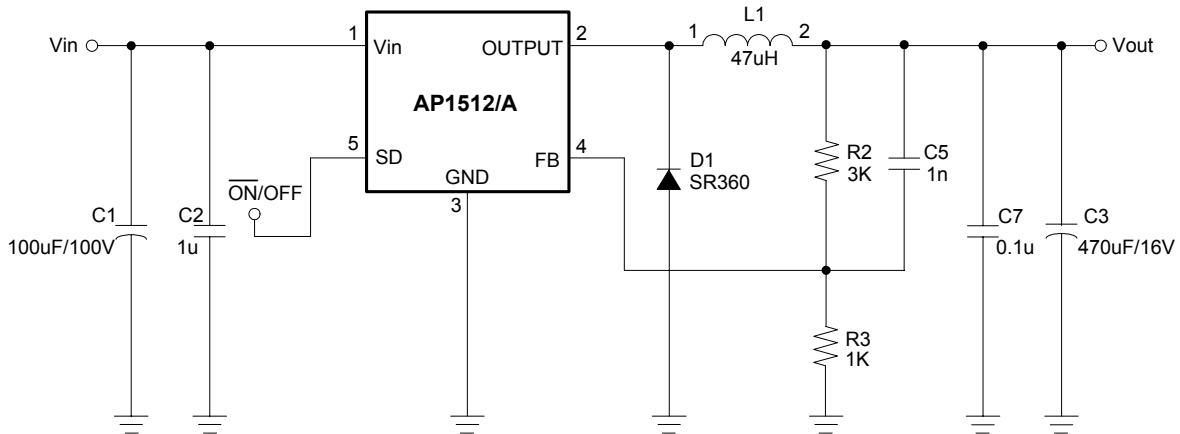 L1
Vin
1
Vin
OUTPUT
2
1
2
47uH
Vout
AP1512/A
5
SD
FB
4
GND
3
ON/OFF
D1
SR360
R2
3K
C5
1n
C1
100uF/100V
C2
1u
C7
0.1u
C3
470uF/16V
R3
1K